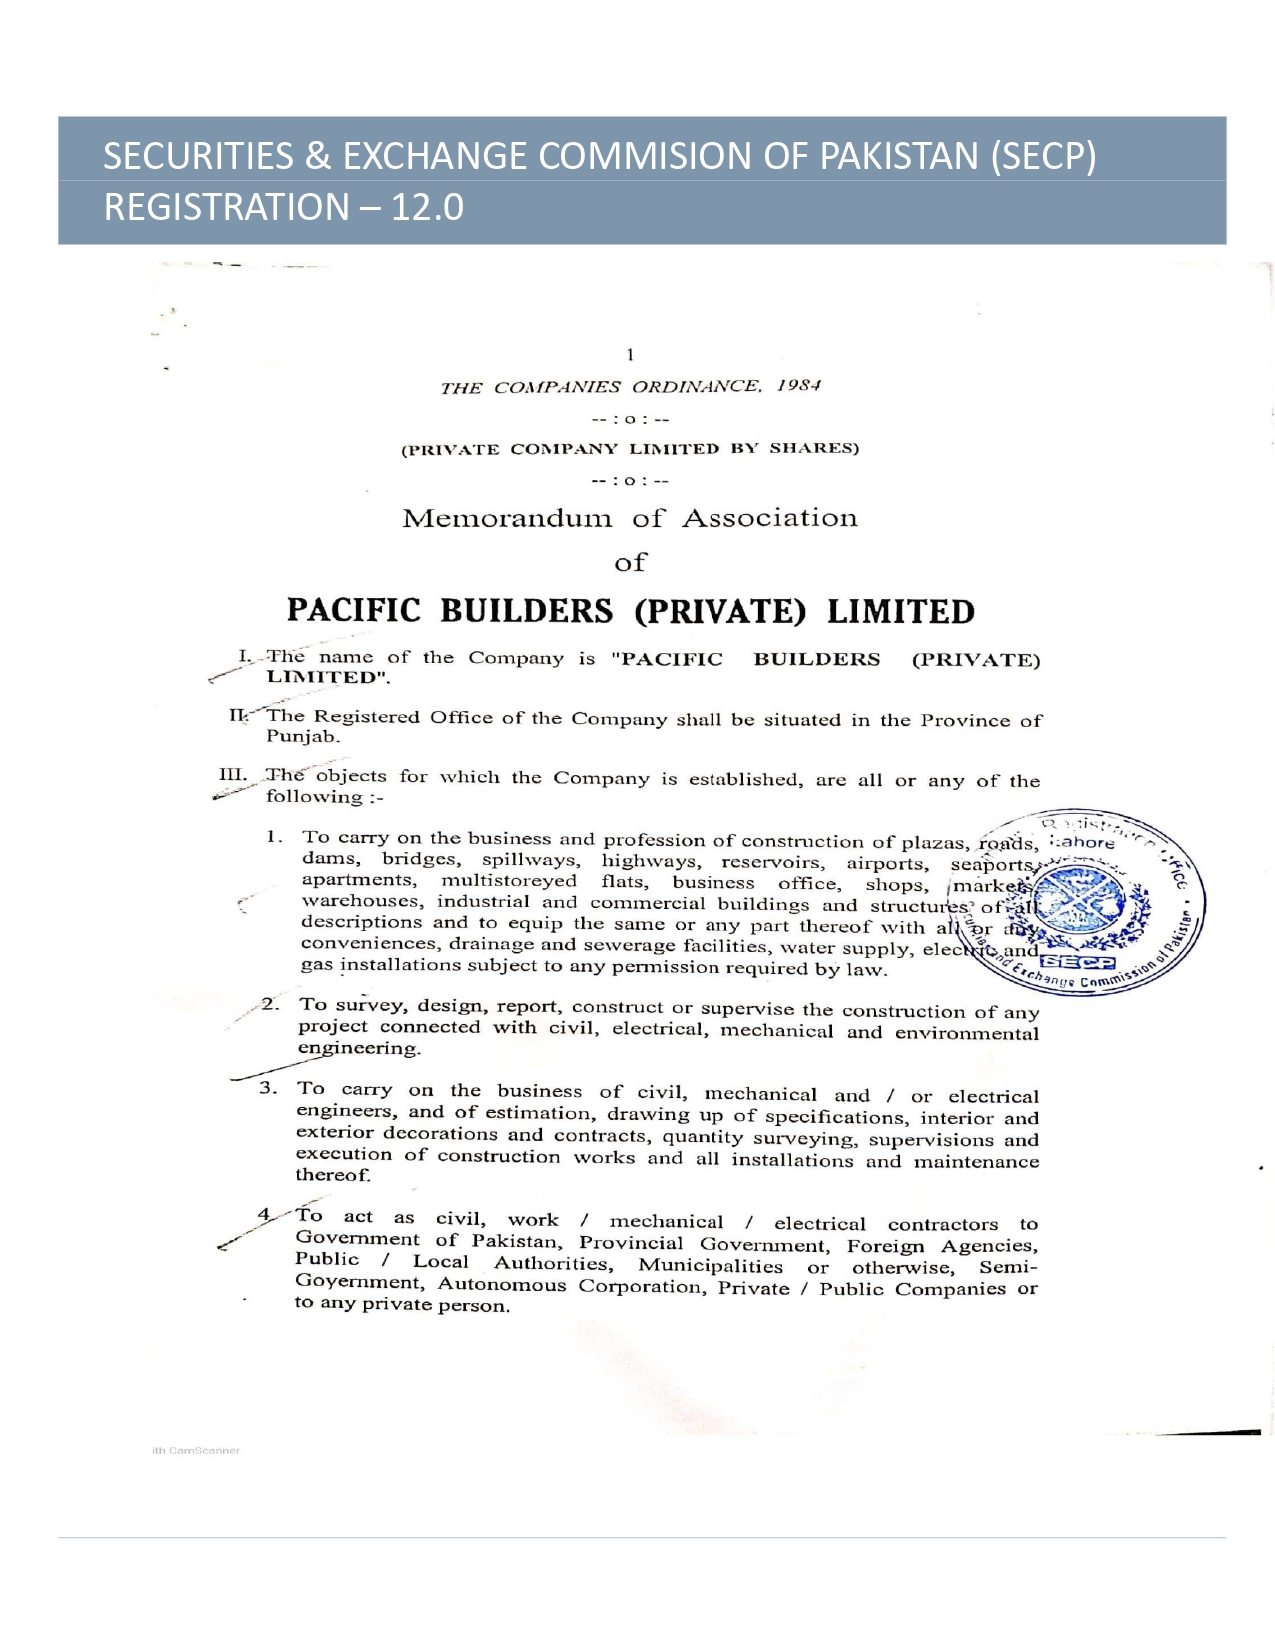 SECURITIES & EXCHANGE COMMISION OF PAKISTAN (SECP)
REGISTRATION – 12.0
1
THE COMPANIES ORDINANCE, 1984
-- : o : --
(PRIVATE COMPANY LIMITED BY SHARES)
-- : o : --
Memorandum of Association
of
PACIFIC BUILDERS (PRIVATE) LIMITED
I. The name of the Company is "PACIFIC BUILDERS (PRIVATE)
LIMITED".
II. The Registered Office of the Company shall be situated in the Province of
Punjab.
III. The objects for which the Company is established, are all or any of the
following :-
1. To carry on the business and profession of construction of plazas, roads,
dams, bridges, spillways, highways, reservoirs, airports, seaports,
apartments, multistoreyed flats, business office, shops, markets,
warehouses, industrial and commercial buildings and structures of all
descriptions and to equip the same or any part thereof with all or any
conveniences, drainage and sewerage facilities, water supply, electric and
gas installations subject to any permission required by law.
Lahore
SECP
Exchange Commission of Pakistan
2. To survey, design, report, construct or supervise the construction of any
project connected with civil, electrical, mechanical and environmental
engineering.
3. To carry on the business of civil, mechanical and / or electrical
engineers, and of estimation, drawing up of specifications, interior and
exterior decorations and contracts, quantity surveying, supervisions and
execution of construction works and all installations and maintenance
thereof.
4. To act as civil, work / mechanical / electrical contractors to
Government of Pakistan, Provincial Government, Foreign Agencies,
Public / Local Authorities, Municipalities or otherwise, Semi-
Goyernment, Autonomous Corporation, Private / Public Companies or
to any private person.
ith CamScanner